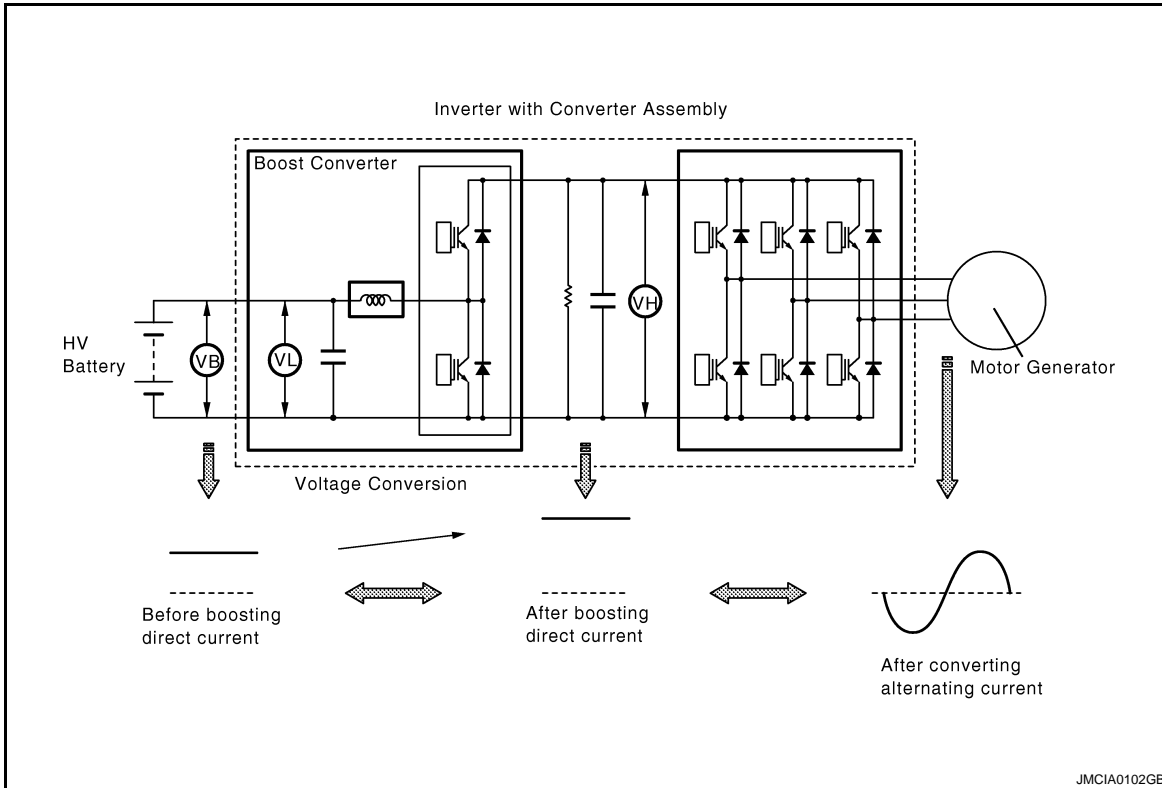 Inverter with Converter Assembly
Boost Converter
HV
Battery
VB
VL
VH
Motor Generator
Voltage Conversion
Before boosting
direct current
After boosting
direct current
After converting
alternating current
JMCIA0102GB